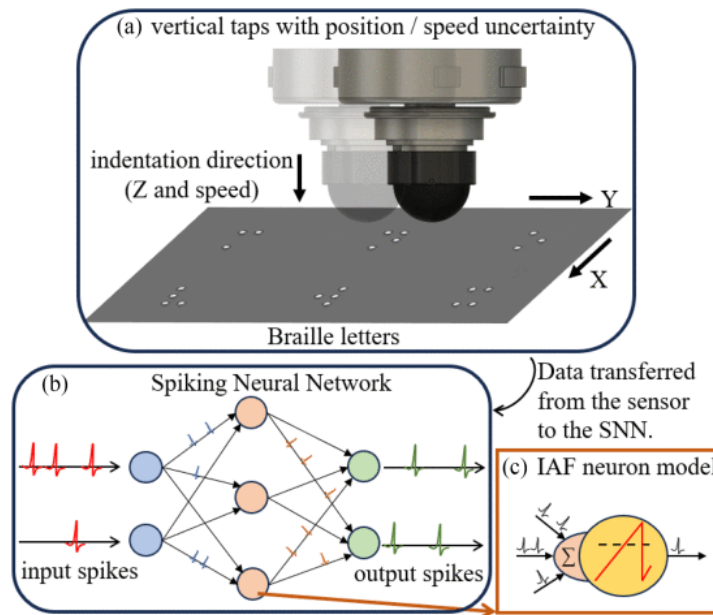 (a) vertical taps with position / speed uncertainty
indentation direction
(Z and speed)
Y
X
Braille letters
(b) Spiking Neural Network
Data transferred
from the sensor
to the SNN.
(c) IAF neuron model
Σ
input spikes
output spikes